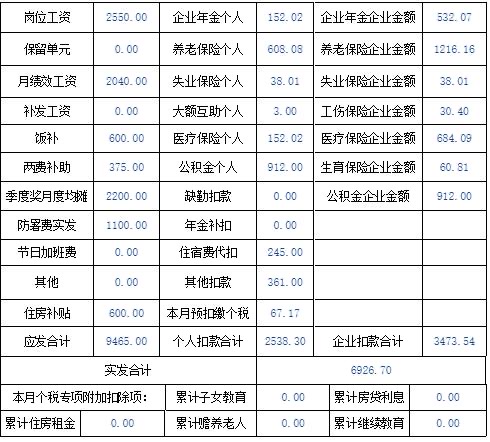 岗位工资 2550.00 企业年金个人 152.02 企业年金企业金额 532.07
保留单元 0.00 养老保险个人 608.08 养老保险企业金额 1216.16
月绩效工资 2040.00 失业保险个人 38.01 失业保险企业金额 38.01
补发工资 0.00 大额互助个人 3.00 工伤保险企业金额 30.40
饭补 600.00 医疗保险个人 152.02 医疗保险企业金额 684.09
两费补助 375.00 公积金个人 912.00 生育保险企业金额 60.81
季度奖月度均摊 2200.00 缺勤扣款 0.00 公积金企业金额 912.00
防署费实发 1100.00 年金补扣 0.00
节日加班费 0.00 住宿费代扣 245.00
其他 0.00 其他扣款 361.00
住房补贴 600.00 本月预扣缴个税 67.17
应发合计 9465.00 个人扣款合计 2538.30 企业扣款合计 3473.54
实发合计 6926.70
本月个税专项附加扣除项: 累计子女教育 0.00 累计房贷利息 0.00
累计住房租金 0.00 累计赡养老人 0.00 累计继续教育 0.00